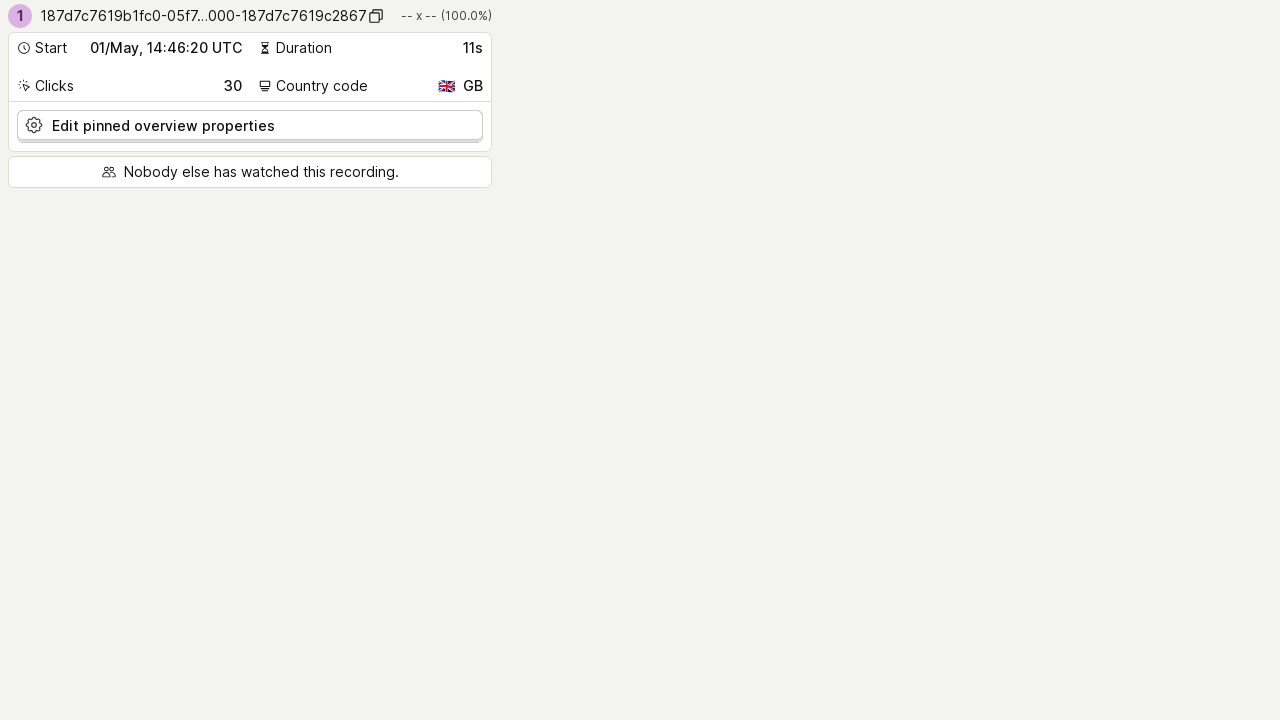 1 187d7c7619b1fc0-05f7...000-187d7c7619c2867 -- x -- (100.0%)
Start 01/May, 14:46:20 UTC Duration 11s
Clicks 30 Country code GB
Edit pinned overview properties
Nobody else has watched this recording.